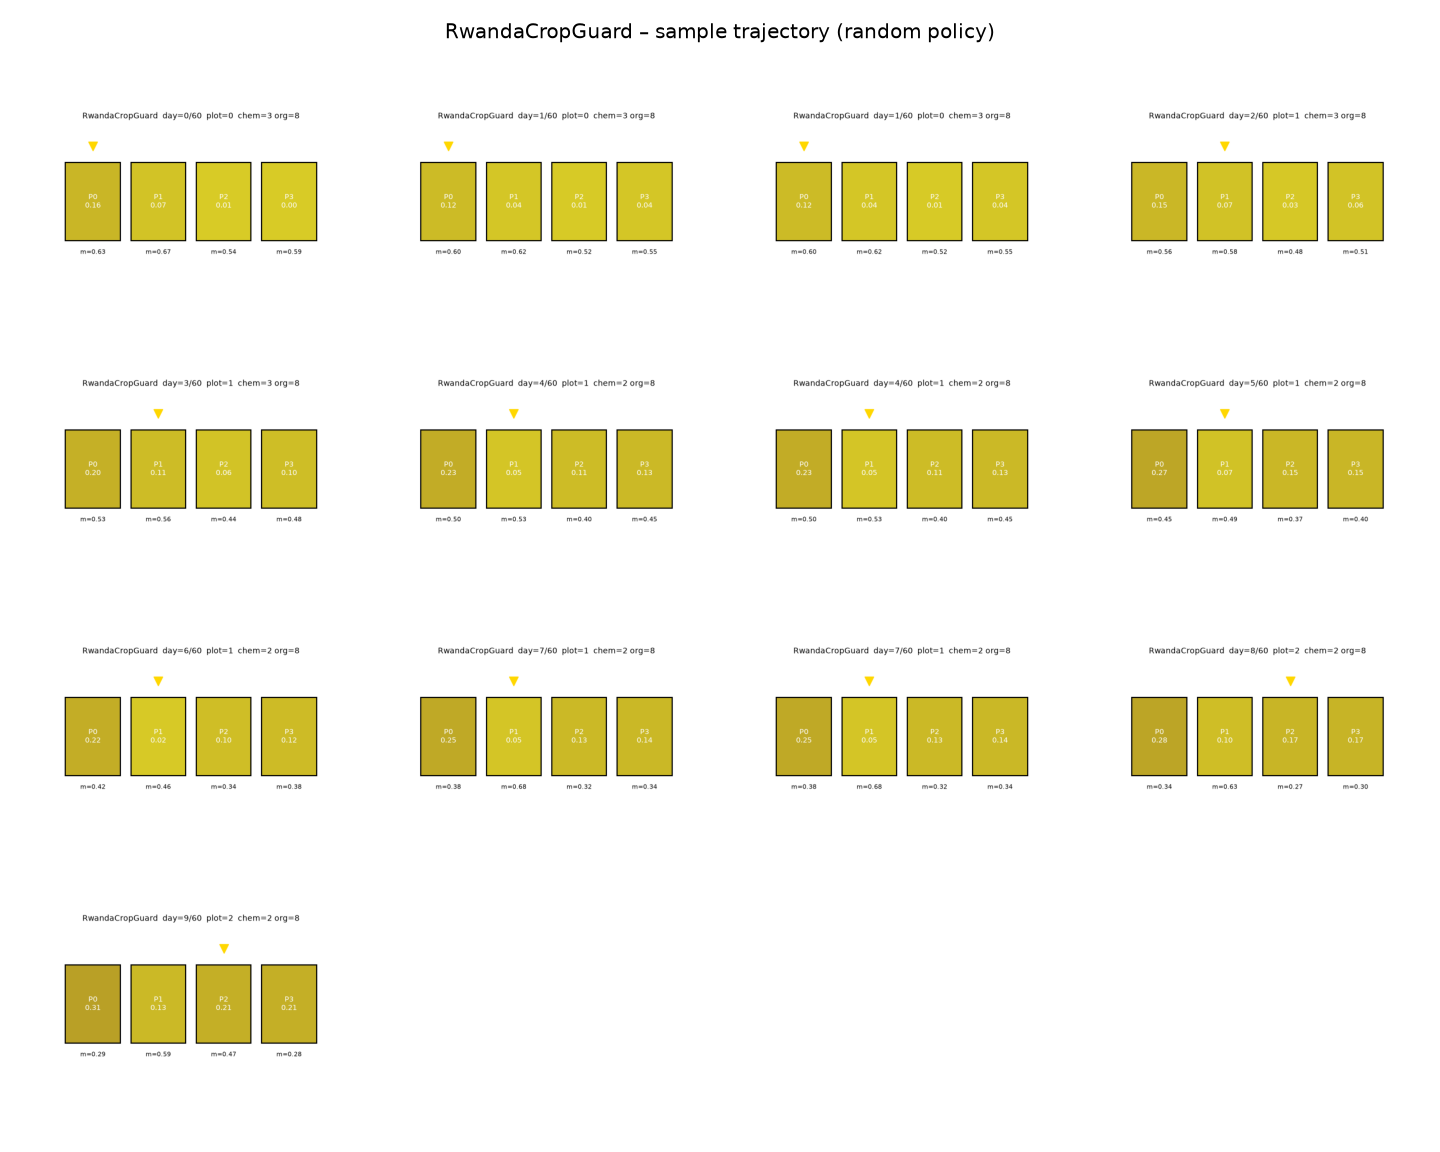 RwandaCropGuard – sample trajectory (random policy)
RwandaCropGuard  day=0/60  plot=0  chem=3 org=8
P0 P1 P2 P3
0.16 0.07 0.01 0.00
m=0.63 m=0.67 m=0.54 m=0.59
RwandaCropGuard  day=1/60  plot=0  chem=3 org=8
P0 P1 P2 P3
0.12 0.04 0.01 0.04
m=0.60 m=0.62 m=0.52 m=0.55
RwandaCropGuard  day=1/60  plot=0  chem=3 org=8
P0 P1 P2 P3
0.12 0.04 0.01 0.04
m=0.60 m=0.62 m=0.52 m=0.55
RwandaCropGuard  day=2/60  plot=1  chem=3 org=8
P0 P1 P2 P3
0.15 0.07 0.03 0.06
m=0.56 m=0.58 m=0.48 m=0.51
RwandaCropGuard  day=3/60  plot=1  chem=3 org=8
P0 P1 P2 P3
0.20 0.11 0.06 0.10
m=0.53 m=0.56 m=0.44 m=0.48
RwandaCropGuard  day=4/60  plot=1  chem=2 org=8
P0 P1 P2 P3
0.23 0.05 0.11 0.13
m=0.50 m=0.53 m=0.40 m=0.45
RwandaCropGuard  day=4/60  plot=1  chem=2 org=8
P0 P1 P2 P3
0.23 0.05 0.11 0.13
m=0.50 m=0.53 m=0.40 m=0.45
RwandaCropGuard  day=5/60  plot=1  chem=2 org=8
P0 P1 P2 P3
0.27 0.07 0.15 0.15
m=0.45 m=0.49 m=0.37 m=0.40
RwandaCropGuard  day=6/60  plot=1  chem=2 org=8
P0 P1 P2 P3
0.22 0.02 0.10 0.12
m=0.42 m=0.46 m=0.34 m=0.38
RwandaCropGuard  day=7/60  plot=1  chem=2 org=8
P0 P1 P2 P3
0.25 0.05 0.13 0.14
m=0.38 m=0.68 m=0.32 m=0.34
RwandaCropGuard  day=7/60  plot=1  chem=2 org=8
P0 P1 P2 P3
0.25 0.05 0.13 0.14
m=0.38 m=0.68 m=0.32 m=0.34
RwandaCropGuard  day=8/60  plot=2  chem=2 org=8
P0 P1 P2 P3
0.28 0.10 0.17 0.17
m=0.34 m=0.63 m=0.27 m=0.30
RwandaCropGuard  day=9/60  plot=2  chem=2 org=8
P0 P1 P2 P3
0.31 0.13 0.21 0.21
m=0.29 m=0.59 m=0.47 m=0.28